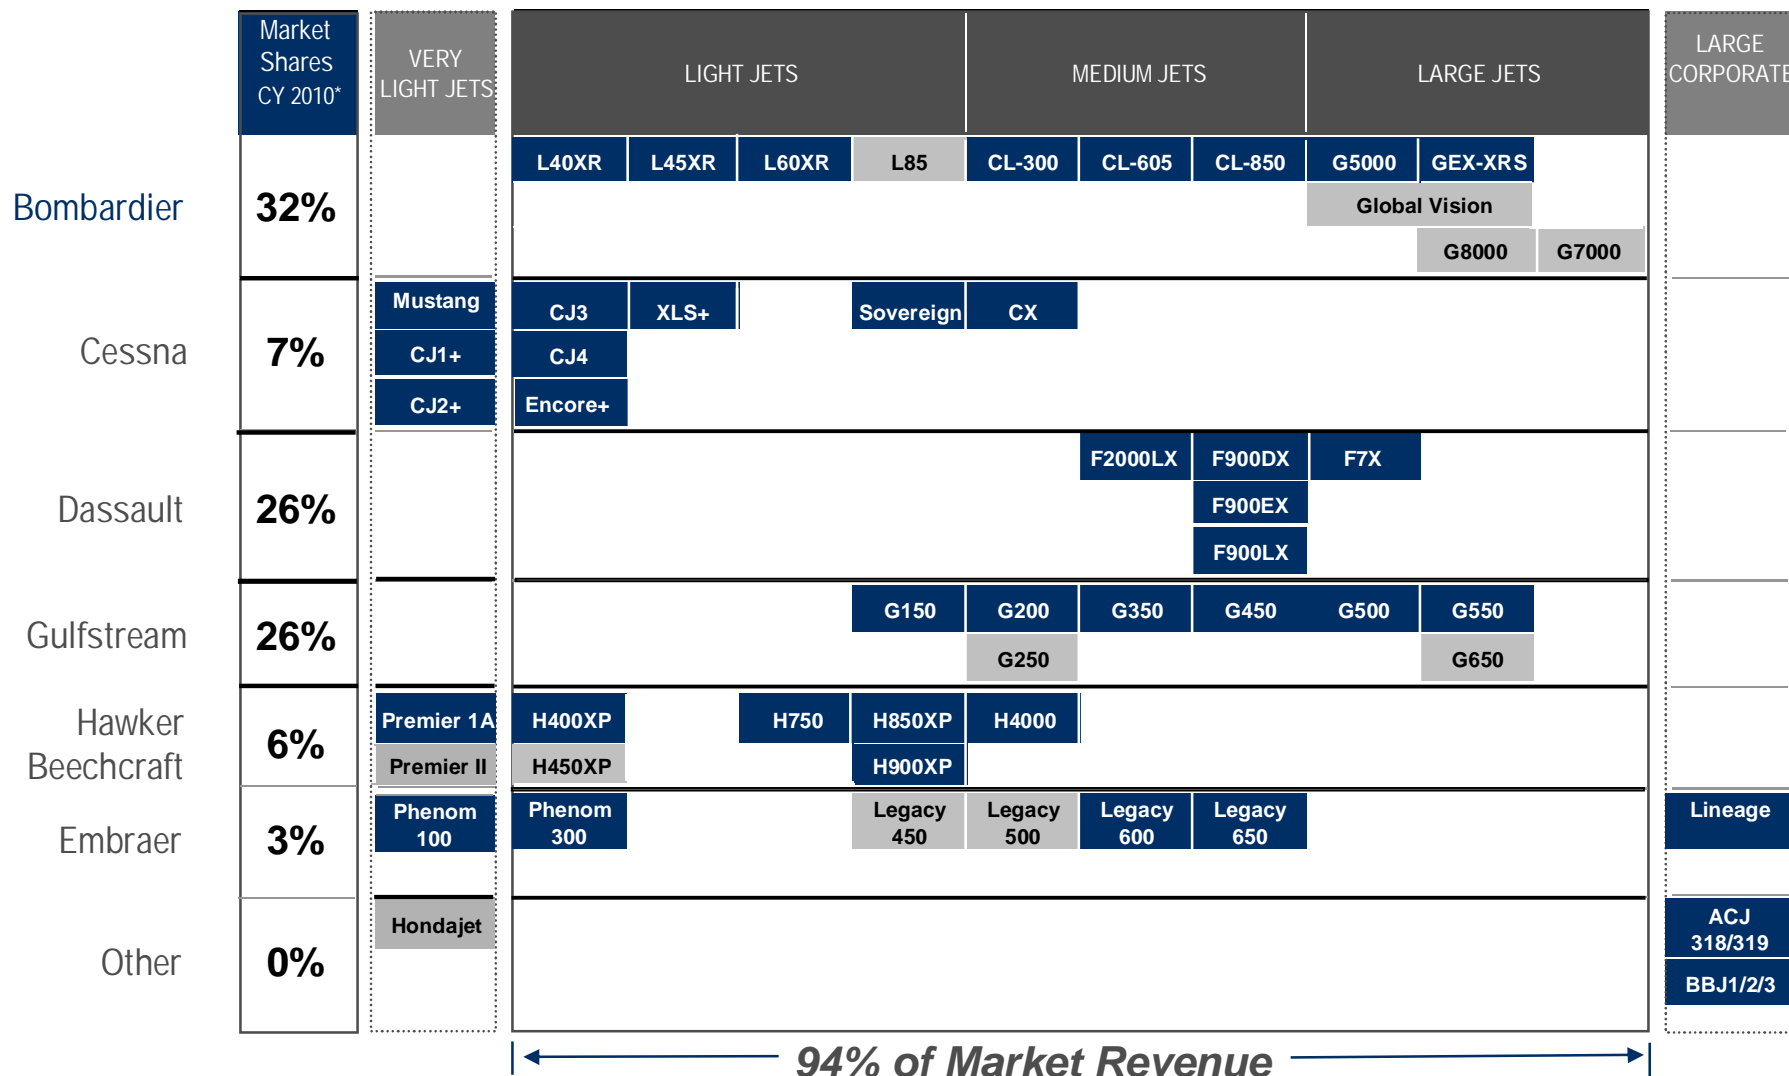 Market
Shares
CY 2010*
VERY
LIGHT JETS
LIGHT JETS
MEDIUM JETS
LARGE JETS
LARGE
CORPORATE
Bombardier
32%
L40XR
L45XR
L60XR
L85
CL-300
CL-605
CL-850
G5000
GEX-XRS
Global Vision
G8000
G7000
Cessna
7%
Mustang
CJ3
XLS+
Sovereign
CX
CJ1+
CJ4
CJ2+
Encore+
Dassault
26%
F2000LX
F900DX
F7X
F900EX
F900LX
Gulfstream
26%
G150
G200
G350
G450
G500
G550
G250
G650
Hawker
Beechcraft
6%
Premier 1A
H400XP
H750
H850XP
H4000
Premier II
H450XP
H900XP
Embraer
3%
Phenom
100
Phenom
300
Legacy
450
Legacy
500
Legacy
600
Legacy
650
Lineage
Other
0%
Hondajet
ACJ
318/319
BBJ1/2/3
94% of Market Revenue